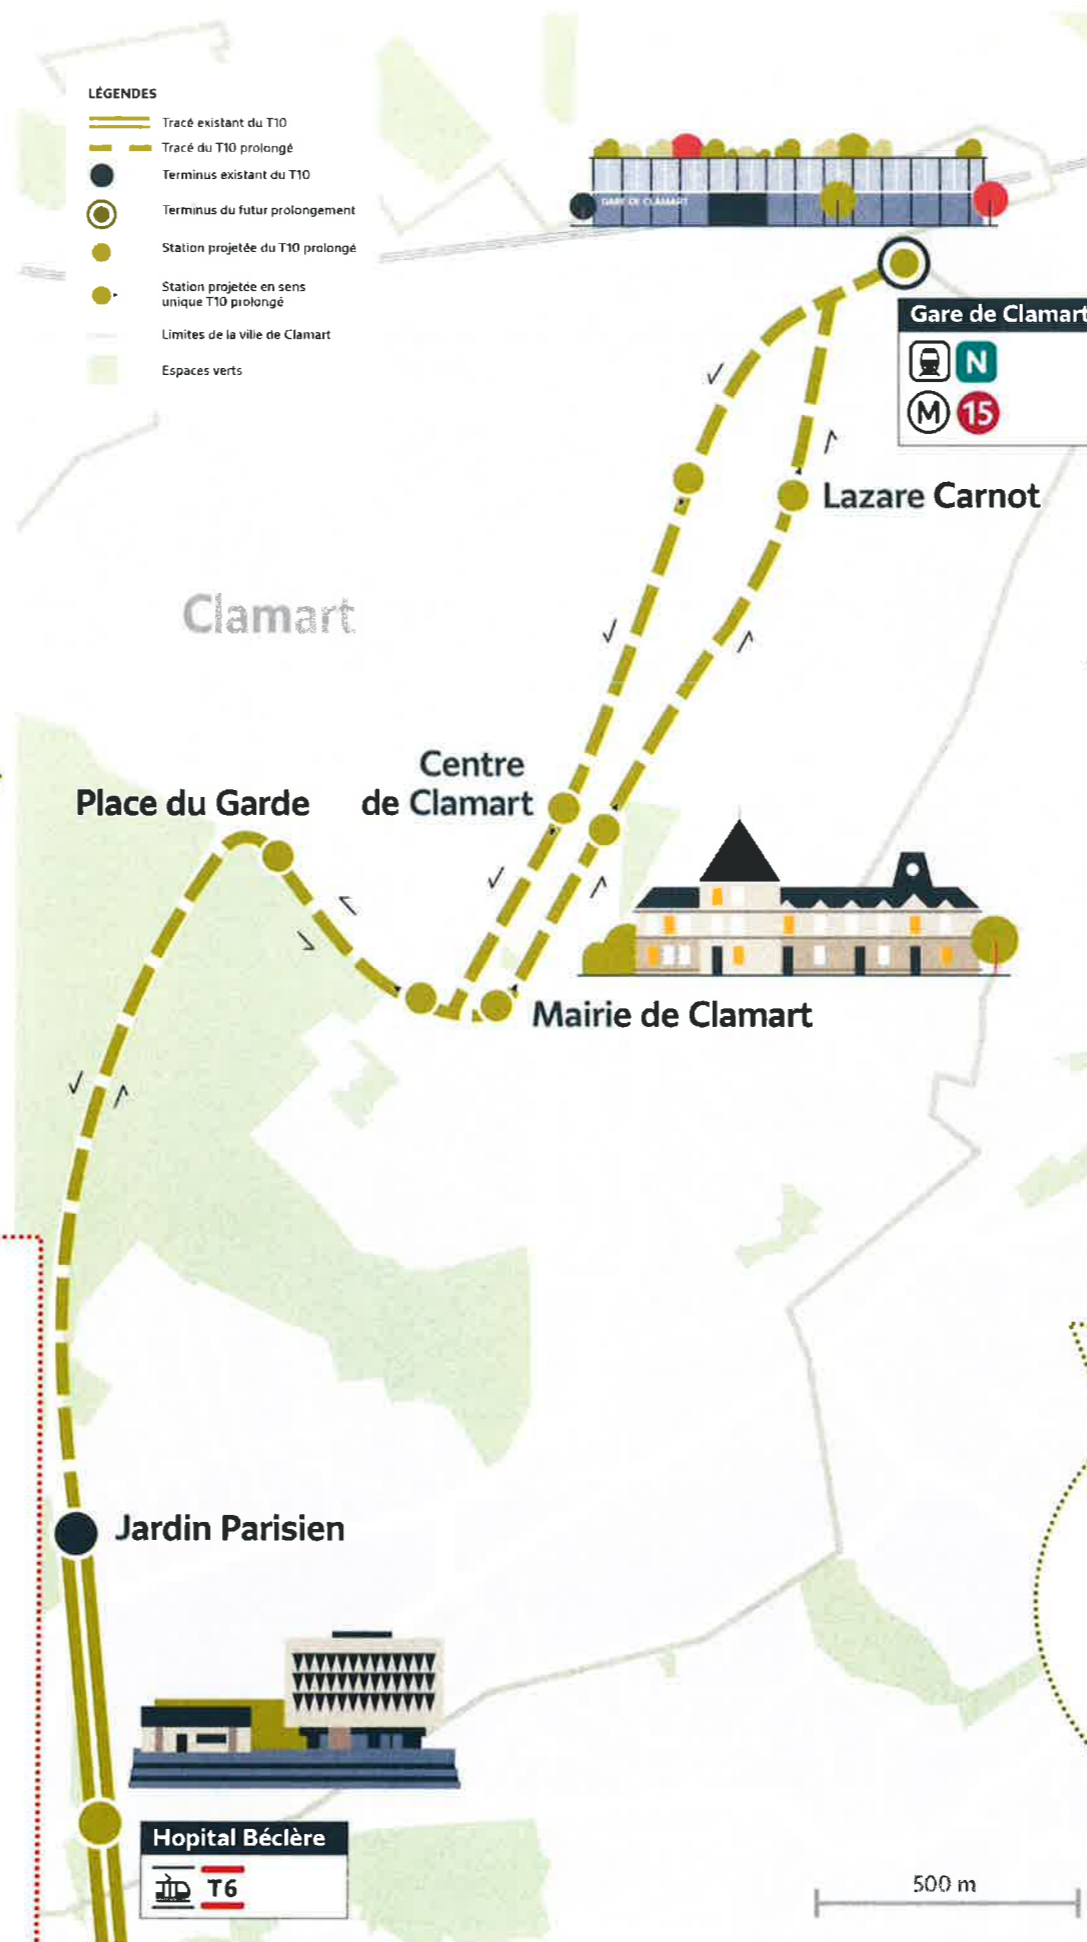 LÉGENDES
Tracé existant du T10
Tracé du T10 prolongé
Terminus existant du T10
Terminus du futur prolongement
Station projetée du T10 prolongé
Station projetée en sens
unique T10 prolongé
Limites de la ville de Clamart
Espaces verts
GARE DE CLAMART
Gare de Clamart
N
M 15
Lazare Carnot
Clamart
Centre
de Clamart
Place du Garde
Mairie de Clamart
Jardin Parisien
Hopital Béclère
T6
500 m